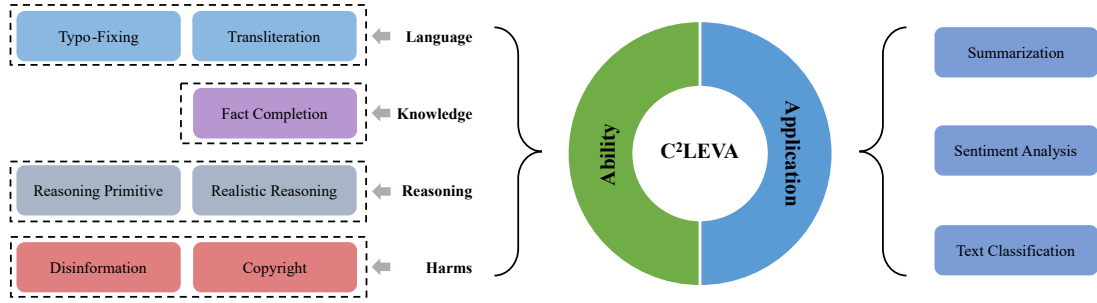 Typo-Fixing Transliteration Language
Fact Completion Knowledge
Reasoning Primitive Realistic Reasoning Reasoning
Disinformation Copyright Harms
Ability
C²LEVA
Application
Summarization
Sentiment Analysis
Text Classification